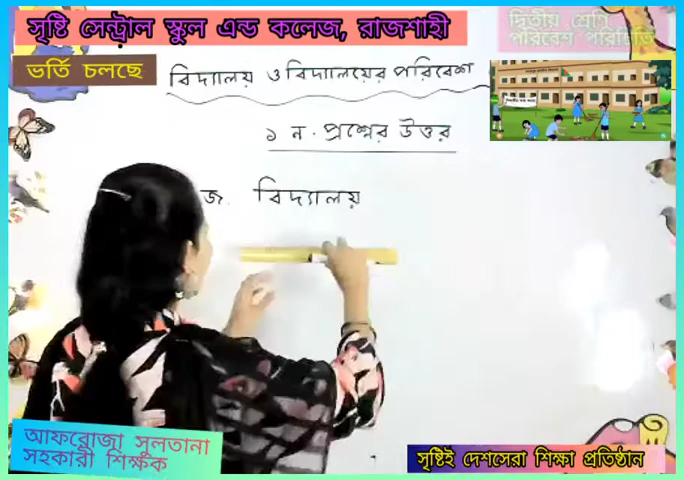 সৃষ্টি সেন্ট্রাল স্কুল এন্ড কলেজ, রাজশাহী
দ্বিতীয় শ্রেণি
পরিবেশ পরিচিতি
ভর্তি চলছে
বিদ্যালয় ও বিদ্যালয়ের পরিবেশ
১ ন. প্রশ্নের উত্তর
জ. বিদ্যালয়
আফরোজা সুলতানা
সহকারী শিক্ষক
সৃষ্টিই দেশসেরা শিক্ষা প্রতিষ্ঠান